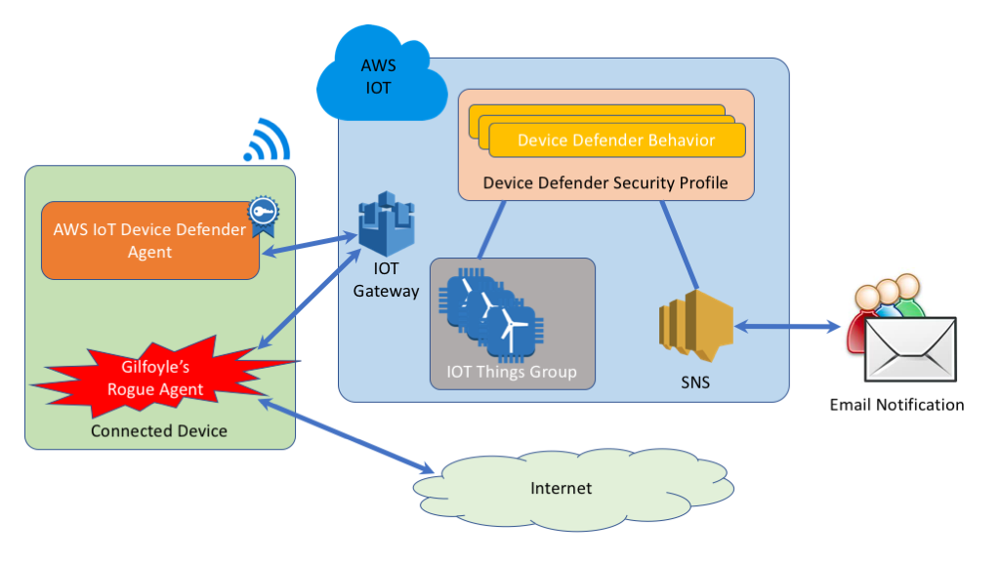 AWS
IOT
Device Defender Behavior
Device Defender Security Profile
AWS IoT Device Defender
Agent
IOT
Gateway
IOT Things Group
SNS
Email Notification
Gilfoyle’s
Rogue Agent
Connected Device
Internet